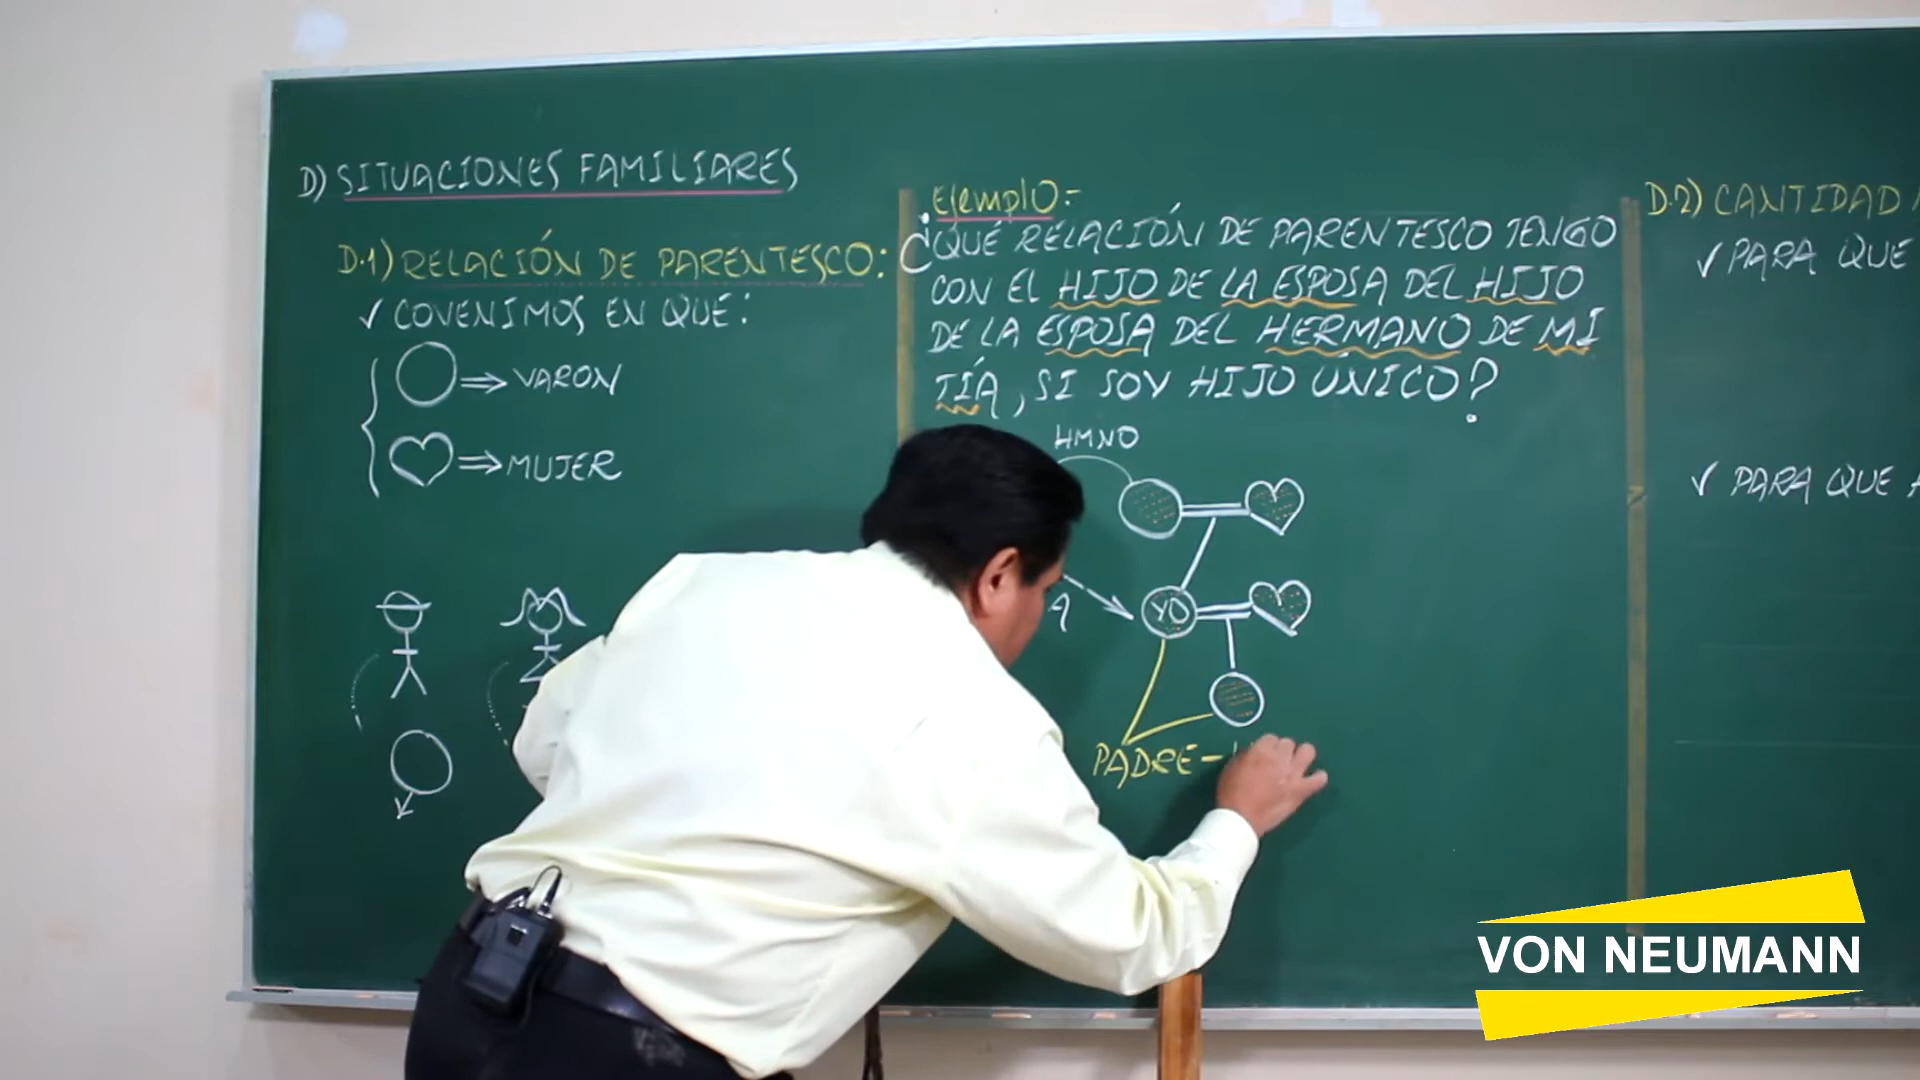 D) SITUACIONES FAMILIARES
D.1) RELACIÓN DE PARENTESCO:
✓ COVENIMOS EN QUE:
⇒ VARON
⇒ MUJER
Ejemplo:-
¿QUÉ RELACIÓN DE PARENTESCO TENGO
CON EL HIJO DE LA ESPOSA DEL HIJO
DE LA ESPOSA DEL HERMANO DE MI
TÍA, SI SOY HIJO ÚNICO?
HMNO
YO
PADRE -
D.2) CANTIDAD
✓ PARA QUE
✓ PARA QUE
VON NEUMANN